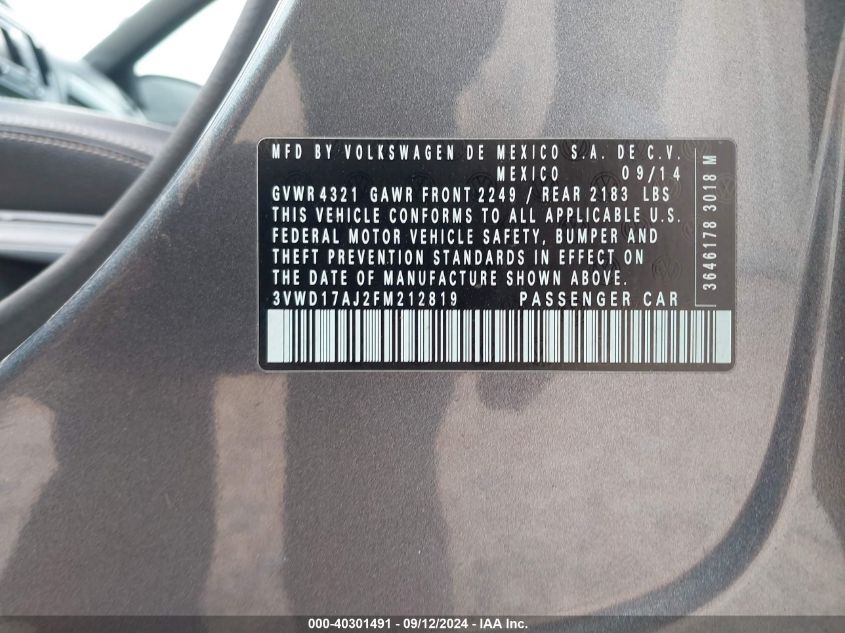 MFD BY VOLKSWAGEN DE MEXICO S.A. DE C.V.
MEXICO 09/14
GVWR 4321 GAWR FRONT 2249 / REAR 2183 LBS
THIS VEHICLE CONFORMS TO ALL APPLICABLE U.S.
FEDERAL MOTOR VEHICLE SAFETY, BUMPER AND
THEFT PREVENTION STANDARDS IN EFFECT ON
THE DATE OF MANUFACTURE SHOWN ABOVE.
3VWD17AJ2FM212819 PASSENGER CAR
3646178 3018 M
000-40301491 - 09/12/2024 - IAA Inc.